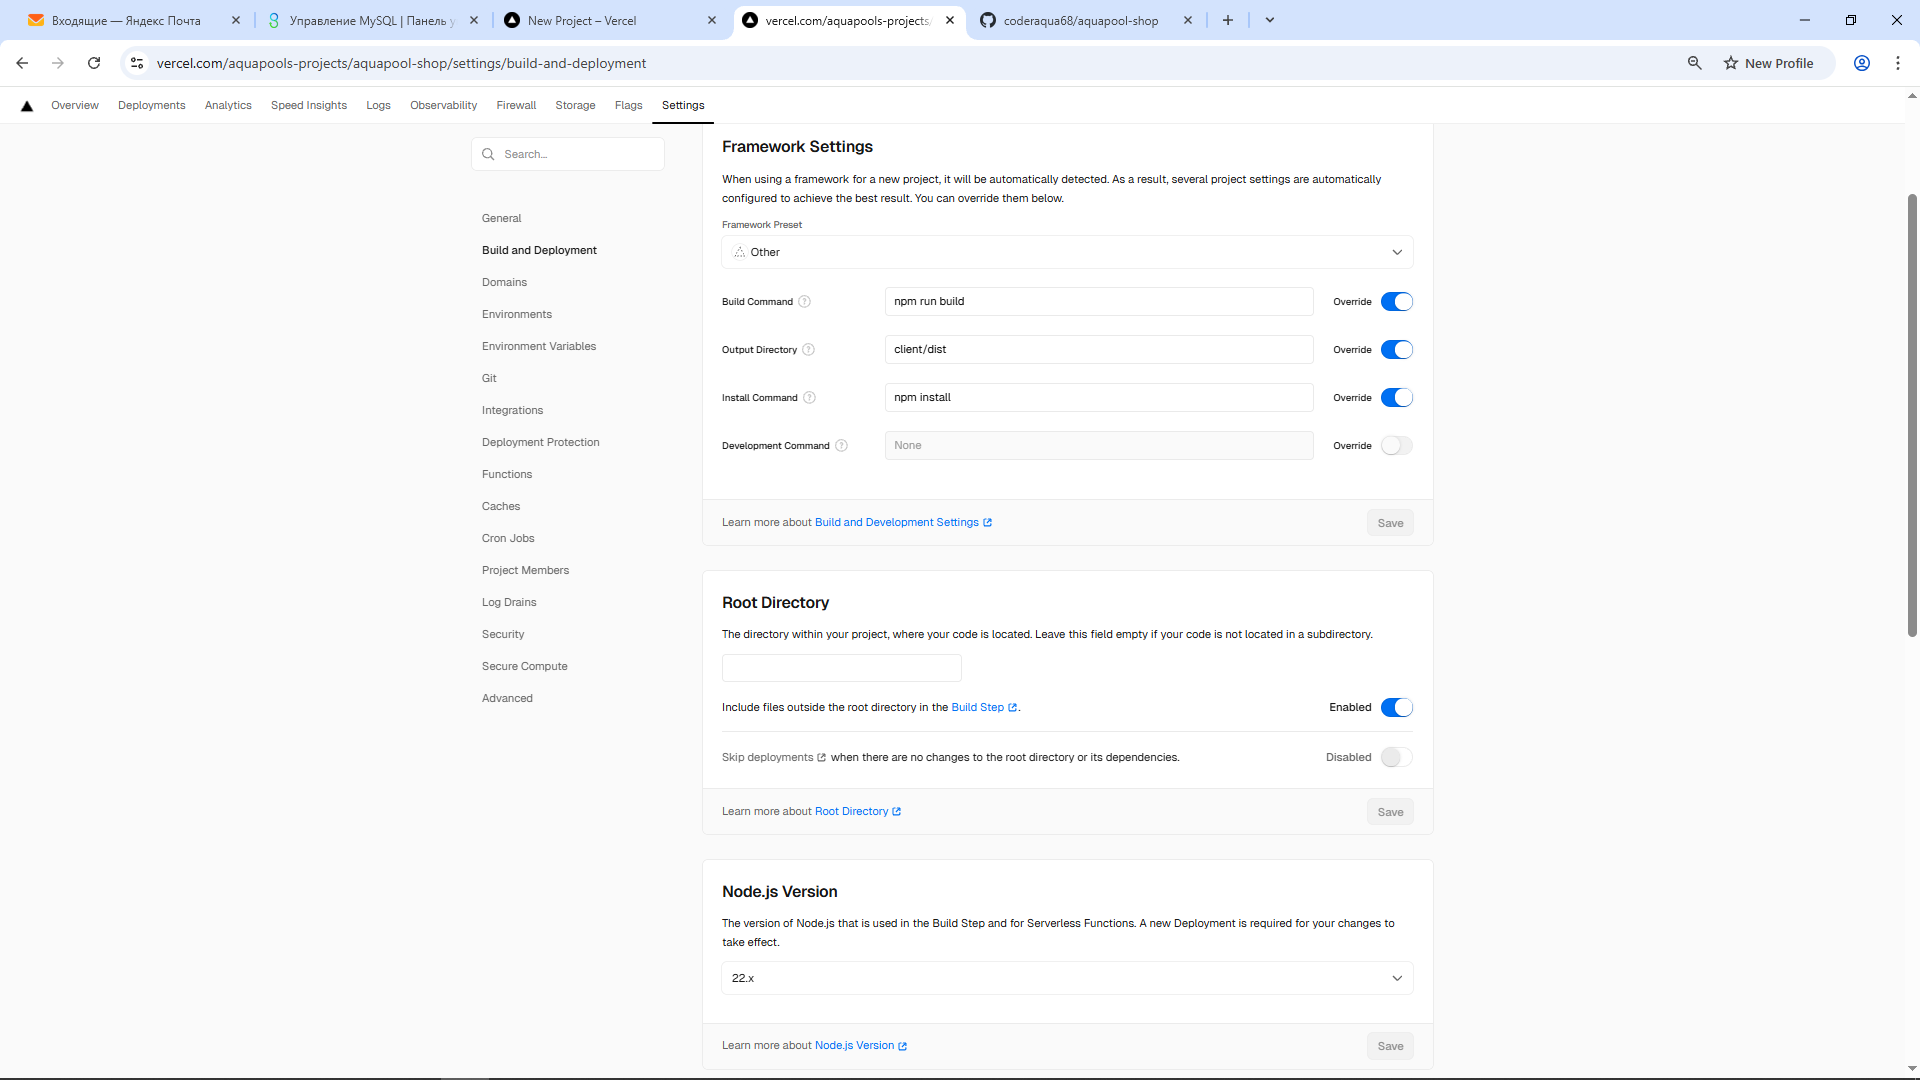 Входящие — Яндекс Почта
Управление MySQL | Панель у
New Project – Vercel
vercel.com/aquapools-projects/
coderaqua68/aquapool-shop
vercel.com/aquapools-projects/aquapool-shop/settings/build-and-deployment
New Profile
Overview
Deployments
Analytics
Speed Insights
Logs
Observability
Firewall
Storage
Flags
Settings
Search...
General
Build and Deployment
Domains
Environments
Environment Variables
Git
Integrations
Deployment Protection
Functions
Caches
Cron Jobs
Project Members
Log Drains
Security
Secure Compute
Advanced
Framework Settings
When using a framework for a new project, it will be automatically detected. As a result, several project settings are automatically
configured to achieve the best result. You can override them below.
Framework Preset
Other
Build Command ? npm run build Override
Output Directory ? client/dist Override
Install Command ? npm install Override
Development Command ? None Override
Learn more about Build and Development Settings
Save
Root Directory
The directory within your project, where your code is located. Leave this field empty if your code is not located in a subdirectory.
Include files outside the root directory in the Build Step .
Enabled
Skip deployments when there are no changes to the root directory or its dependencies.
Disabled
Learn more about Root Directory
Save
Node.js Version
The version of Node.js that is used in the Build Step and for Serverless Functions. A new Deployment is required for your changes to
take effect.
22.x
Learn more about Node.js Version
Save